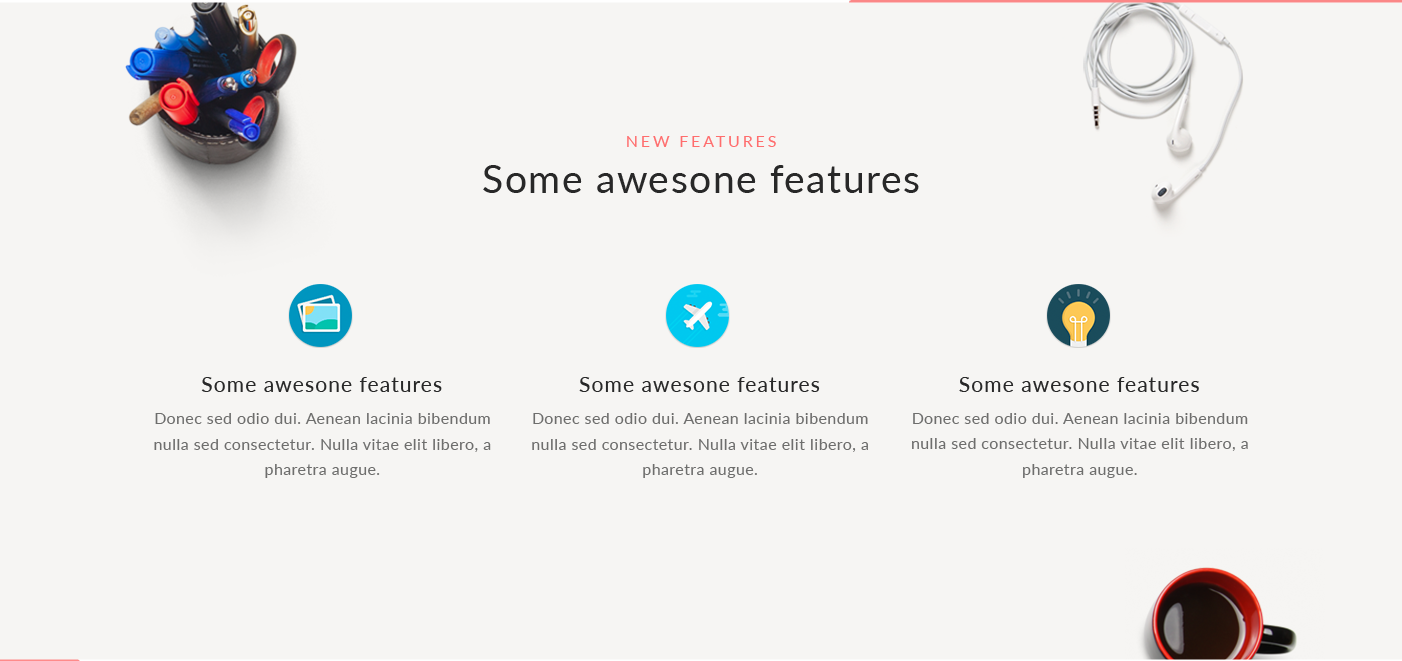 NEW FEATURES
Some awesone features
Some awesone features
Donec sed odio dui. Aenean lacinia bibendum
nulla sed consectetur. Nulla vitae elit libero, a
pharetra augue.
Some awesone features
Donec sed odio dui. Aenean lacinia bibendum
nulla sed consectetur. Nulla vitae elit libero, a
pharetra augue.
Some awesone features
Donec sed odio dui. Aenean lacinia bibendum
nulla sed consectetur. Nulla vitae elit libero, a
pharetra augue.